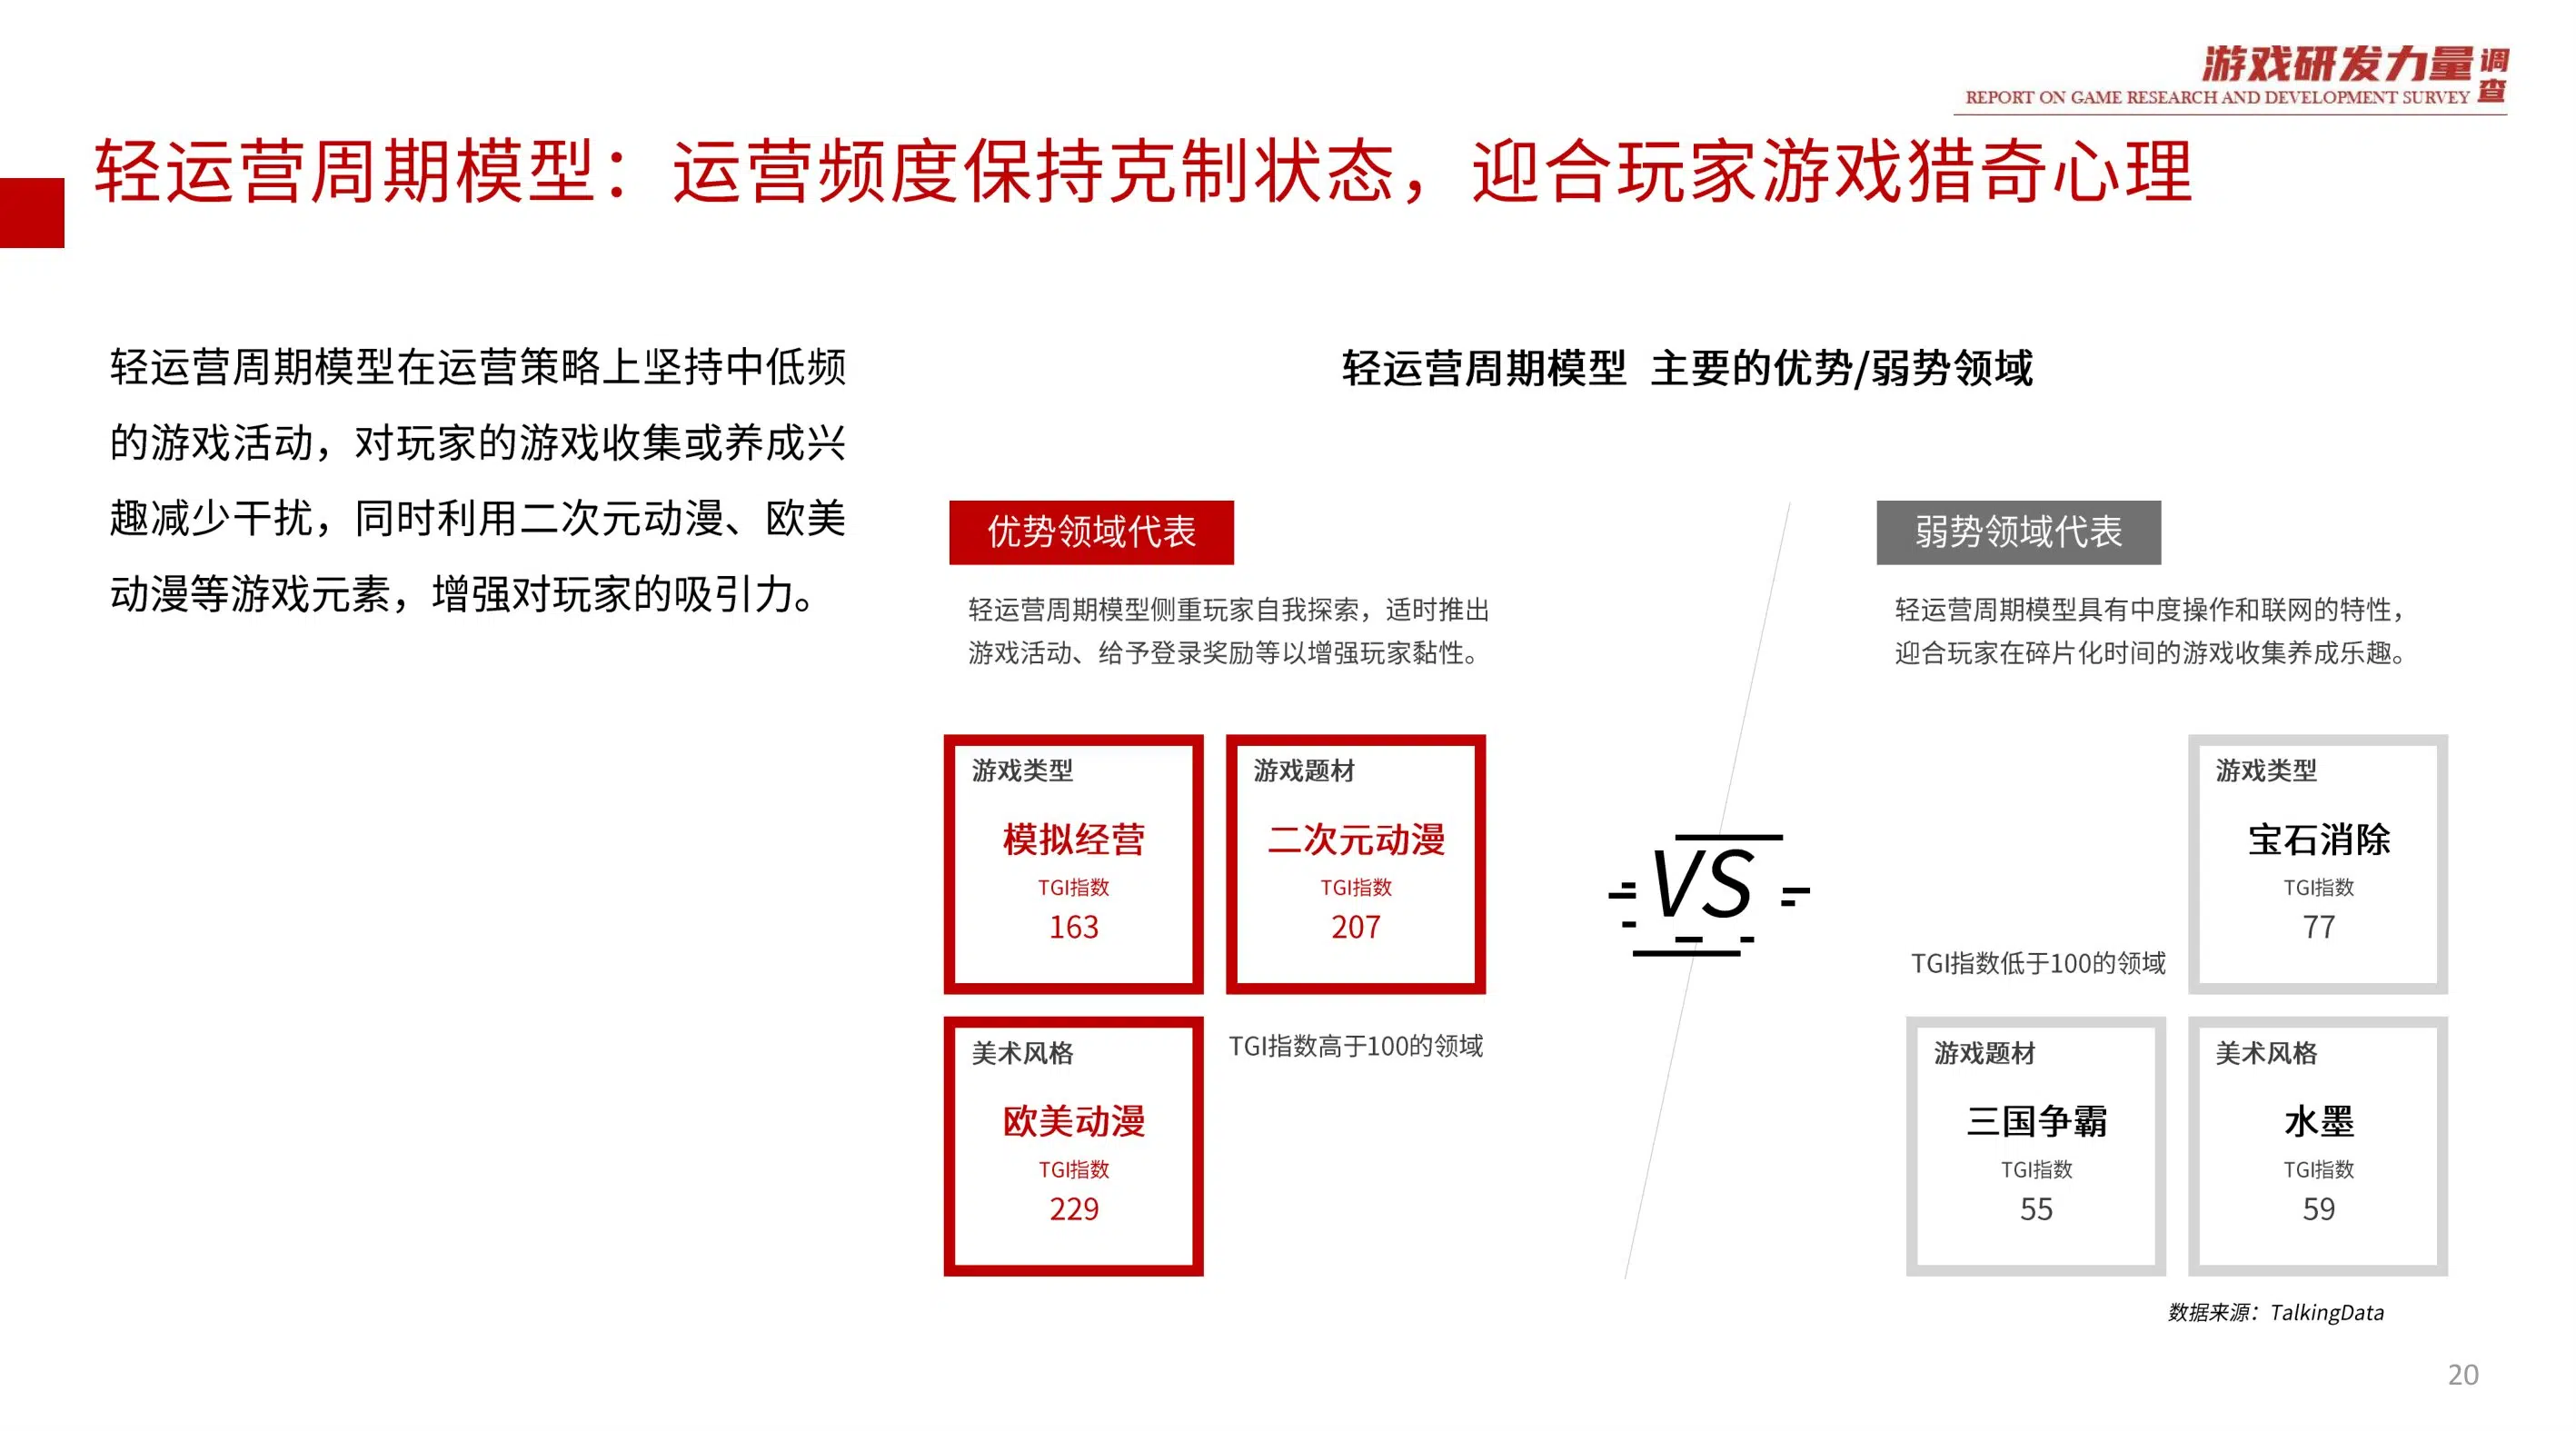 游戏研发力量调查
REPORT ON GAME RESEARCH AND DEVELOPMENT SURVEY
轻运营周期模型：运营频度保持克制状态，迎合玩家游戏猎奇心理
轻运营周期模型在运营策略上坚持中低频
的游戏活动，对玩家的游戏收集或养成兴
趣减少干扰，同时利用二次元动漫、欧美
动漫等游戏元素，增强对玩家的吸引力。
轻运营周期模型 主要的优势/弱势领域
优势领域代表
轻运营周期模型侧重玩家自我探索，适时推出
游戏活动、给予登录奖励等以增强玩家黏性。
游戏类型
模拟经营
TGI指数
163
游戏题材
二次元动漫
TGI指数
207
美术风格
欧美动漫
TGI指数
229
TGI指数高于100的领域
VS
弱势领域代表
轻运营周期模型具有中度操作和联网的特性，
迎合玩家在碎片化时间的游戏收集养成乐趣。
游戏类型
宝石消除
TGI指数
77
TGI指数低于100的领域
游戏题材
三国争霸
TGI指数
55
美术风格
水墨
TGI指数
59
数据来源：TalkingData
20